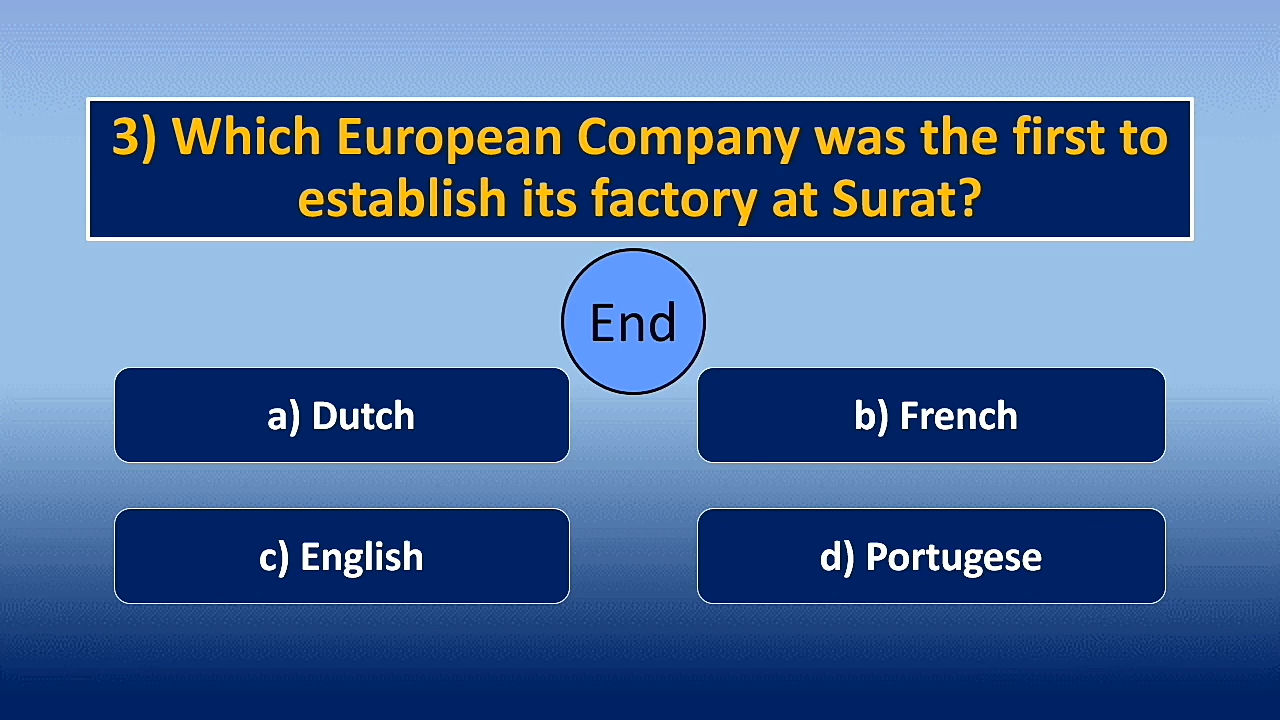 3) Which European Company was the first to
establish its factory at Surat?
End
a) Dutch
b) French
c) English
d) Portugese